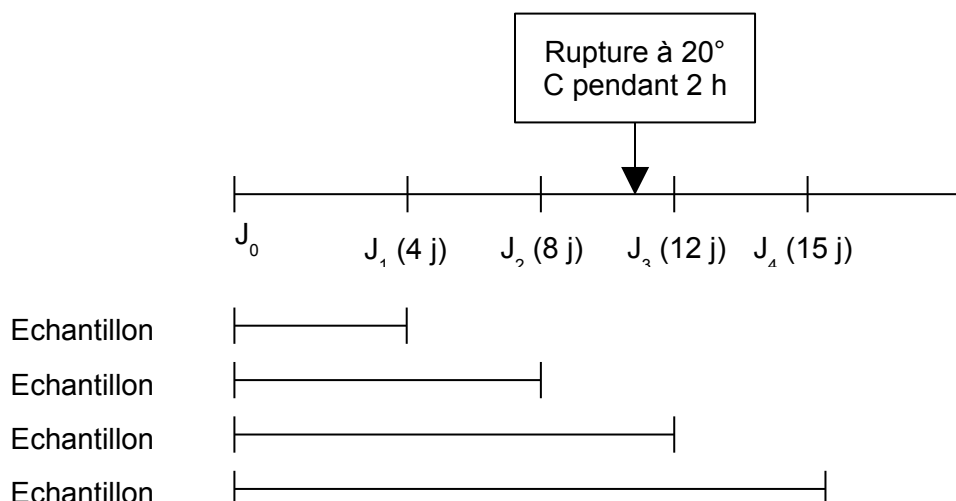 Rupture à 20°
C pendant 2 h
J₀
J₁ (4 j) J₂ (8 j) J₃ (12 j) J₄ (15 j)
Echantillon
Echantillon
Echantillon
Echantillon